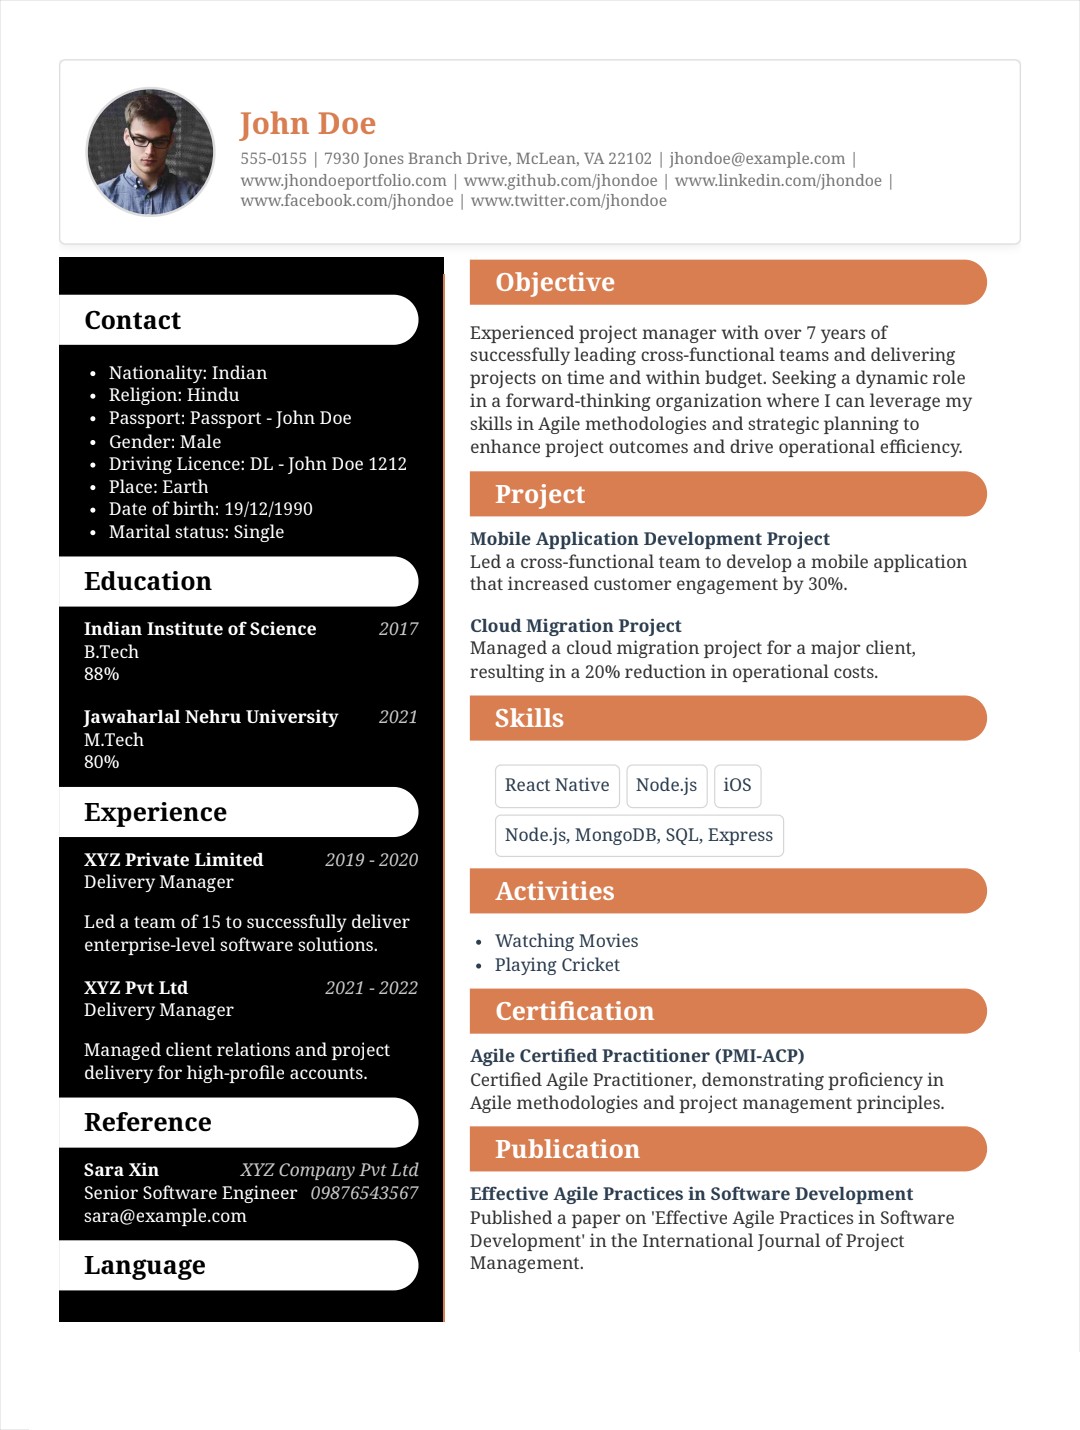 John Doe
555-0155 | 7930 Jones Branch Drive, McLean, VA 22102 | jhondoe@example.com |
www.jhondoeportfolio.com | www.github.com/jhondoe | www.linkedin.com/jhondoe |
www.facebook.com/jhondoe | www.twitter.com/jhondoe
Contact
• Nationality: Indian
• Religion: Hindu
• Passport: Passport - John Doe
• Gender: Male
• Driving Licence: DL - John Doe 1212
• Place: Earth
• Date of birth: 19/12/1990
• Marital status: Single
Education
Indian Institute of Science 2017
B.Tech
88%
Jawaharlal Nehru University 2021
M.Tech
80%
Experience
XYZ Private Limited 2019 - 2020
Delivery Manager
Led a team of 15 to successfully deliver
enterprise-level software solutions.
XYZ Pvt Ltd 2021 - 2022
Delivery Manager
Managed client relations and project
delivery for high-profile accounts.
Reference
Sara Xin XYZ Company Pvt Ltd
Senior Software Engineer 09876543567
sara@example.com
Language
Objective
Experienced project manager with over 7 years of
successfully leading cross-functional teams and delivering
projects on time and within budget. Seeking a dynamic role
in a forward-thinking organization where I can leverage my
skills in Agile methodologies and strategic planning to
enhance project outcomes and drive operational efficiency.
Project
Mobile Application Development Project
Led a cross-functional team to develop a mobile application
that increased customer engagement by 30%.
Cloud Migration Project
Managed a cloud migration project for a major client,
resulting in a 20% reduction in operational costs.
Skills
React Native Node.js iOS
Node.js, MongoDB, SQL, Express
Activities
• Watching Movies
• Playing Cricket
Certification
Agile Certified Practitioner (PMI-ACP)
Certified Agile Practitioner, demonstrating proficiency in
Agile methodologies and project management principles.
Publication
Effective Agile Practices in Software Development
Published a paper on 'Effective Agile Practices in Software
Development' in the International Journal of Project
Management.